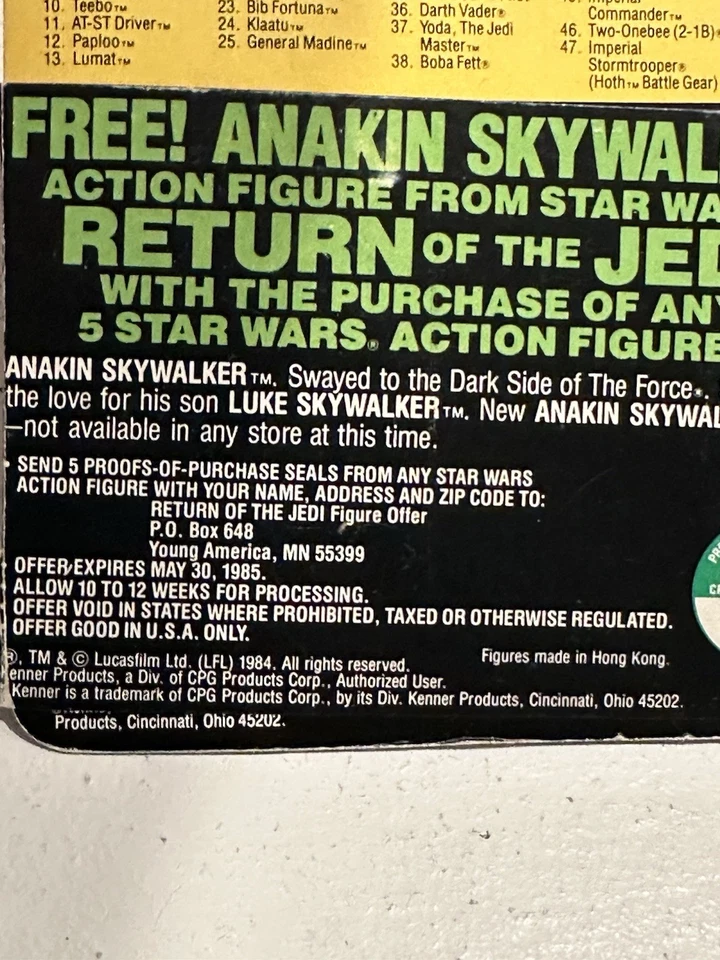 10. Teebo™
11. AT-ST Driver™
12. Paploo™
13. Lumat™
23. Bib Fortuna™
24. Klaatu™
25. General Madine™
36. Darth Vader®
37. Yoda, The Jedi
Master™
38. Boba Fett®
Imperial
Commander™
46. Two-Onebee (2-1B)®
47. Imperial
Stormtrooper®
(Hoth™ Battle Gear)
FREE! ANAKIN SKYWAL
ACTION FIGURE FROM STAR WA
RETURN OF THE JED
WITH THE PURCHASE OF AN
5 STAR WARS® ACTION FIGURE
ANAKIN SKYWALKER™. Swayed to the Dark Side of The Force®.
the love for his son LUKE SKYWALKER™. New ANAKIN SKYWAL
—not available in any store at this time.
• SEND 5 PROOFS-OF-PURCHASE SEALS FROM ANY STAR WARS
ACTION FIGURE WITH YOUR NAME, ADDRESS AND ZIP CODE TO:
RETURN OF THE JEDI Figure Offer
P.O. Box 648
Young America, MN 55399
OFFER EXPIRES MAY 30, 1985.
ALLOW 10 TO 12 WEEKS FOR PROCESSING.
OFFER VOID IN STATES WHERE PROHIBITED, TAXED OR OTHERWISE REGULATED.
OFFER GOOD IN U.S.A. ONLY.
®, TM & © Lucasfilm Ltd. (LFL) 1984. All rights reserved.
Figures made in Hong Kong.
enner Products, a Div. of CPG Products Corp., Authorized User.
Kenner is a trademark of CPG Products Corp., by its Div. Kenner Products, Cincinnati, Ohio 45202.
Products, Cincinnati, Ohio 45202.